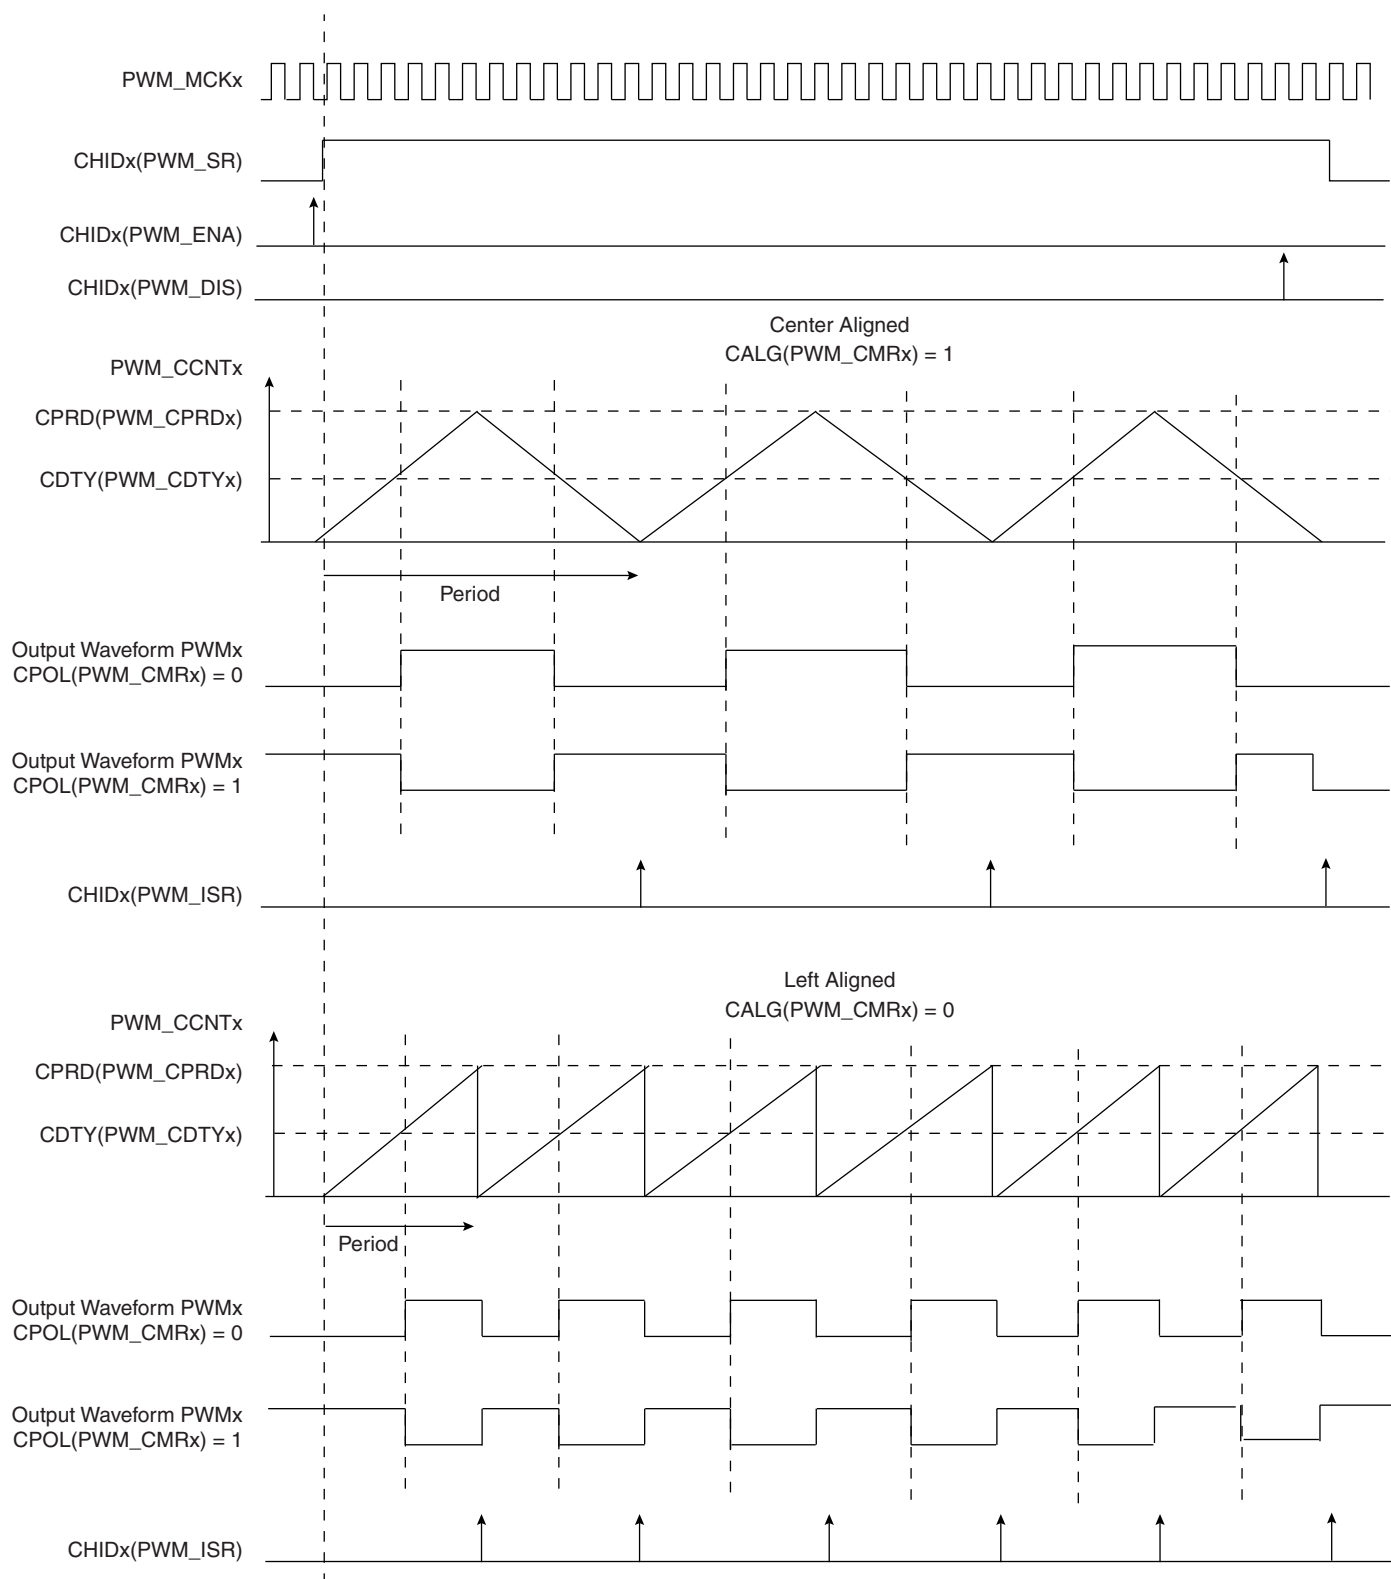 PWM_MCKx
CHIDx(PWM_SR)
CHIDx(PWM_ENA)
CHIDx(PWM_DIS)
Center Aligned
CALG(PWM_CMRx) = 1
PWM_CCNTx
CPRD(PWM_CPRDx)
CDTY(PWM_CDTYx)
Period
Output Waveform PWMx
CPOL(PWM_CMRx) = 0
Output Waveform PWMx
CPOL(PWM_CMRx) = 1
CHIDx(PWM_ISR)
Left Aligned
CALG(PWM_CMRx) = 0
PWM_CCNTx
CPRD(PWM_CPRDx)
CDTY(PWM_CDTYx)
Period
Output Waveform PWMx
CPOL(PWM_CMRx) = 0
Output Waveform PWMx
CPOL(PWM_CMRx) = 1
CHIDx(PWM_ISR)